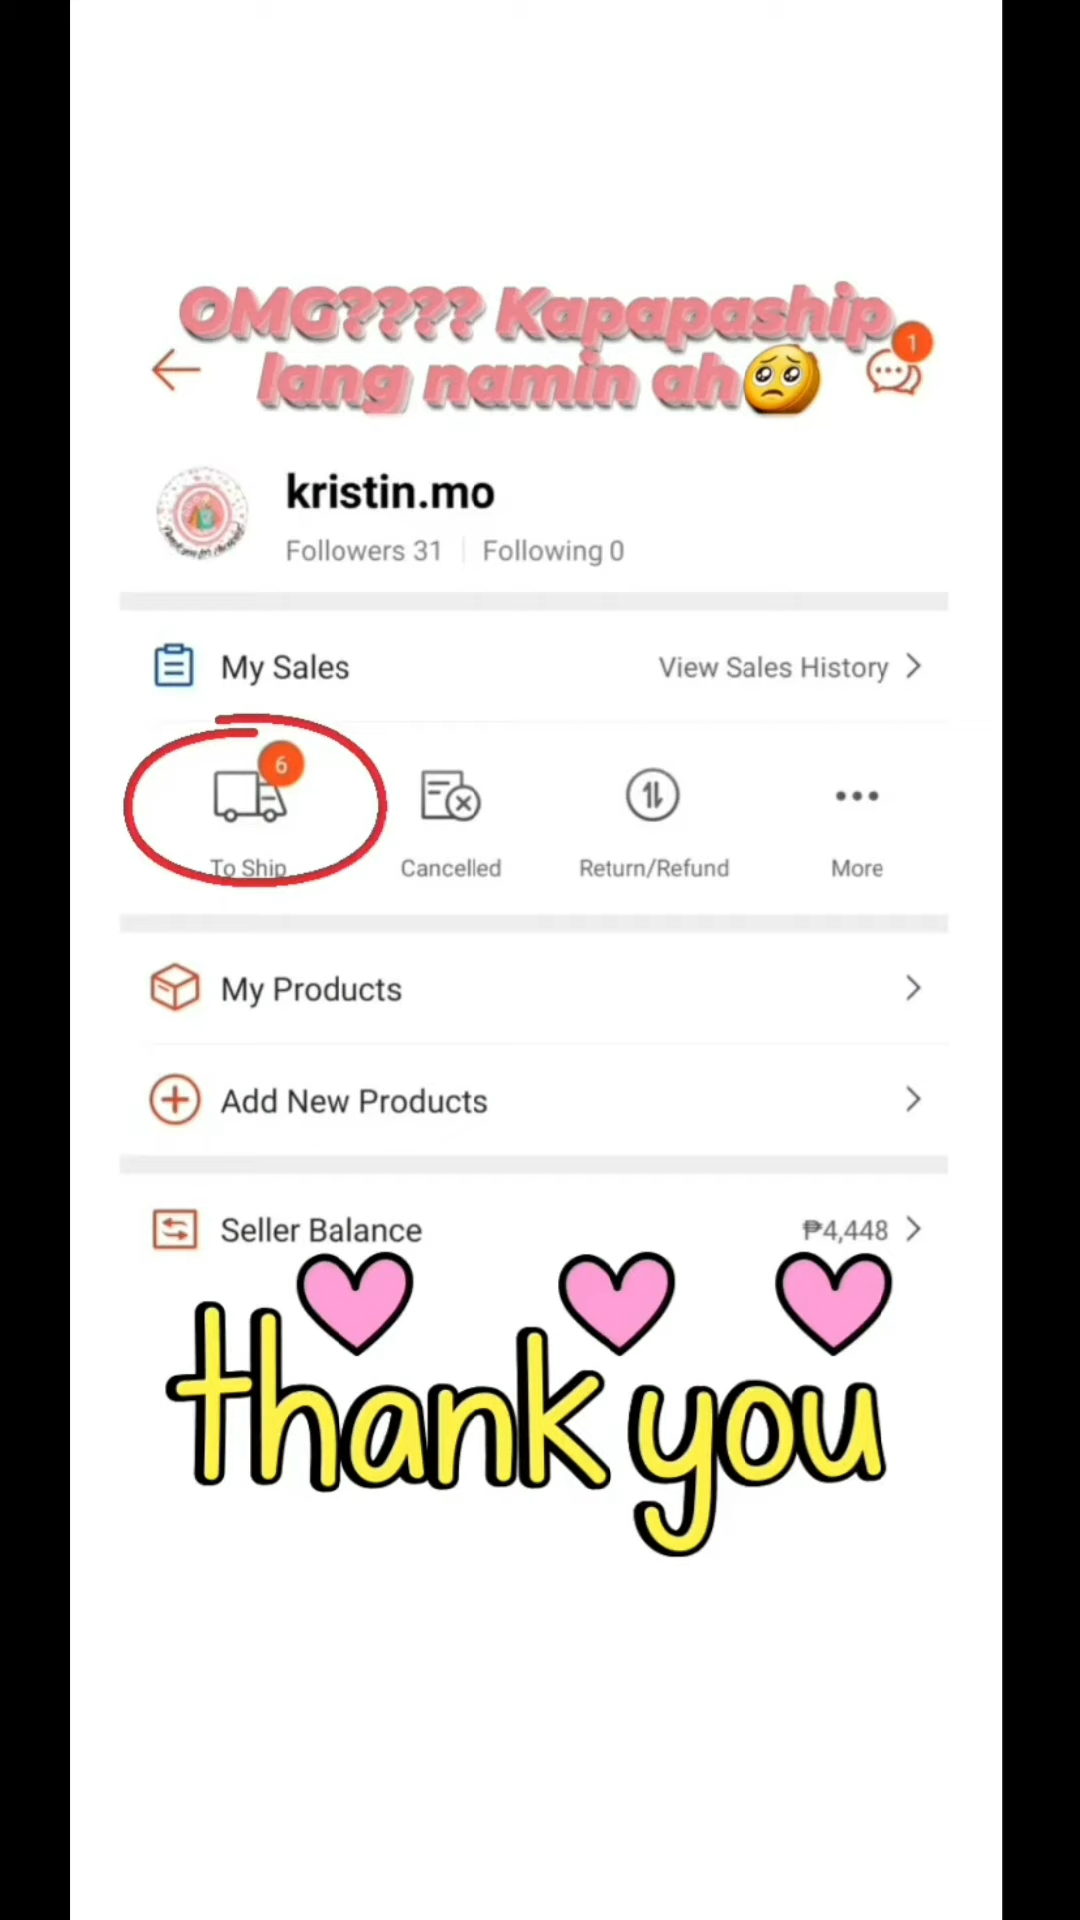 OMG???? Kapapaship
lang namin ah
1
kristin.mo
Followers 31 Following 0
My Sales View Sales History
6
To Ship Cancelled Return/Refund More
My Products
Add New Products
Seller Balance ₱4,448
thank you